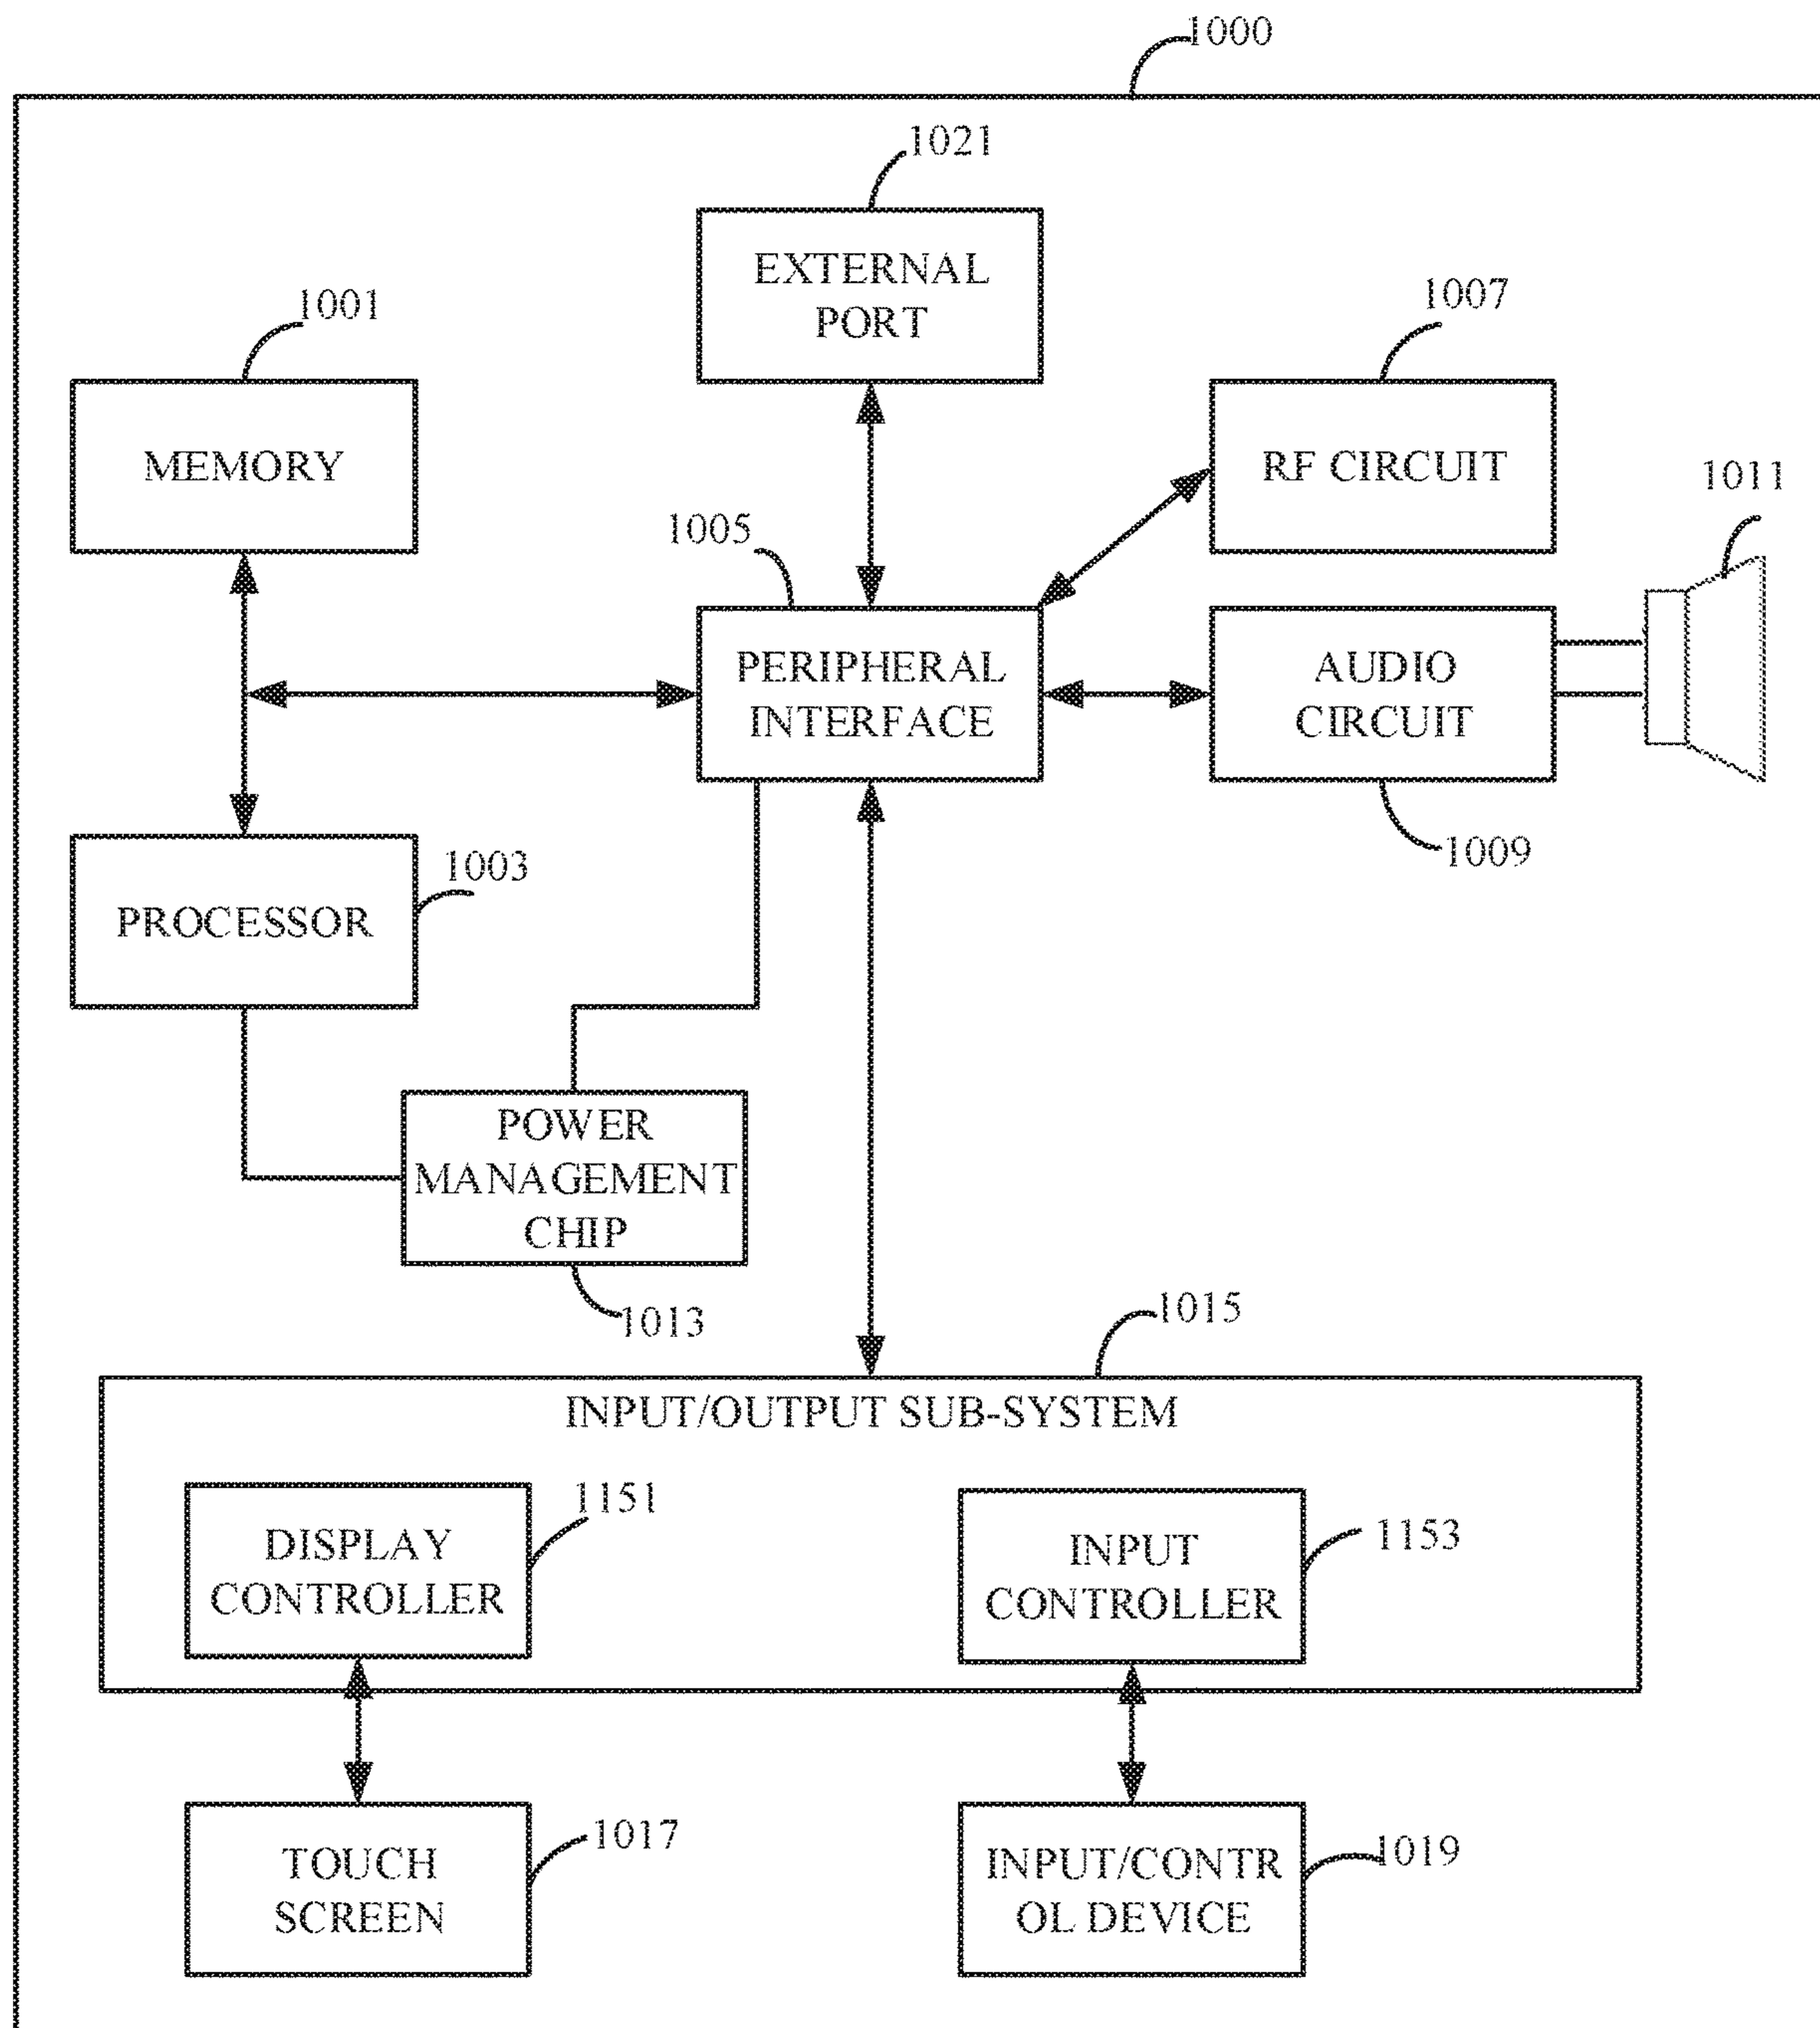 1000
1021
EXTERNAL
PORT
1001
MEMORY
1007
RF CIRCUIT
1011
1005
PERIPHERAL
INTERFACE
AUDIO
CIRCUIT
1009
1003
PROCESSOR
POWER
MANAGEMENT
CHIP
1013
1015
INPUT/OUTPUT SUB-SYSTEM
1151
DISPLAY
CONTROLLER
1153
INPUT
CONTROLLER
1017
TOUCH
SCREEN
1019
INPUT/CONTR
OL DEVICE